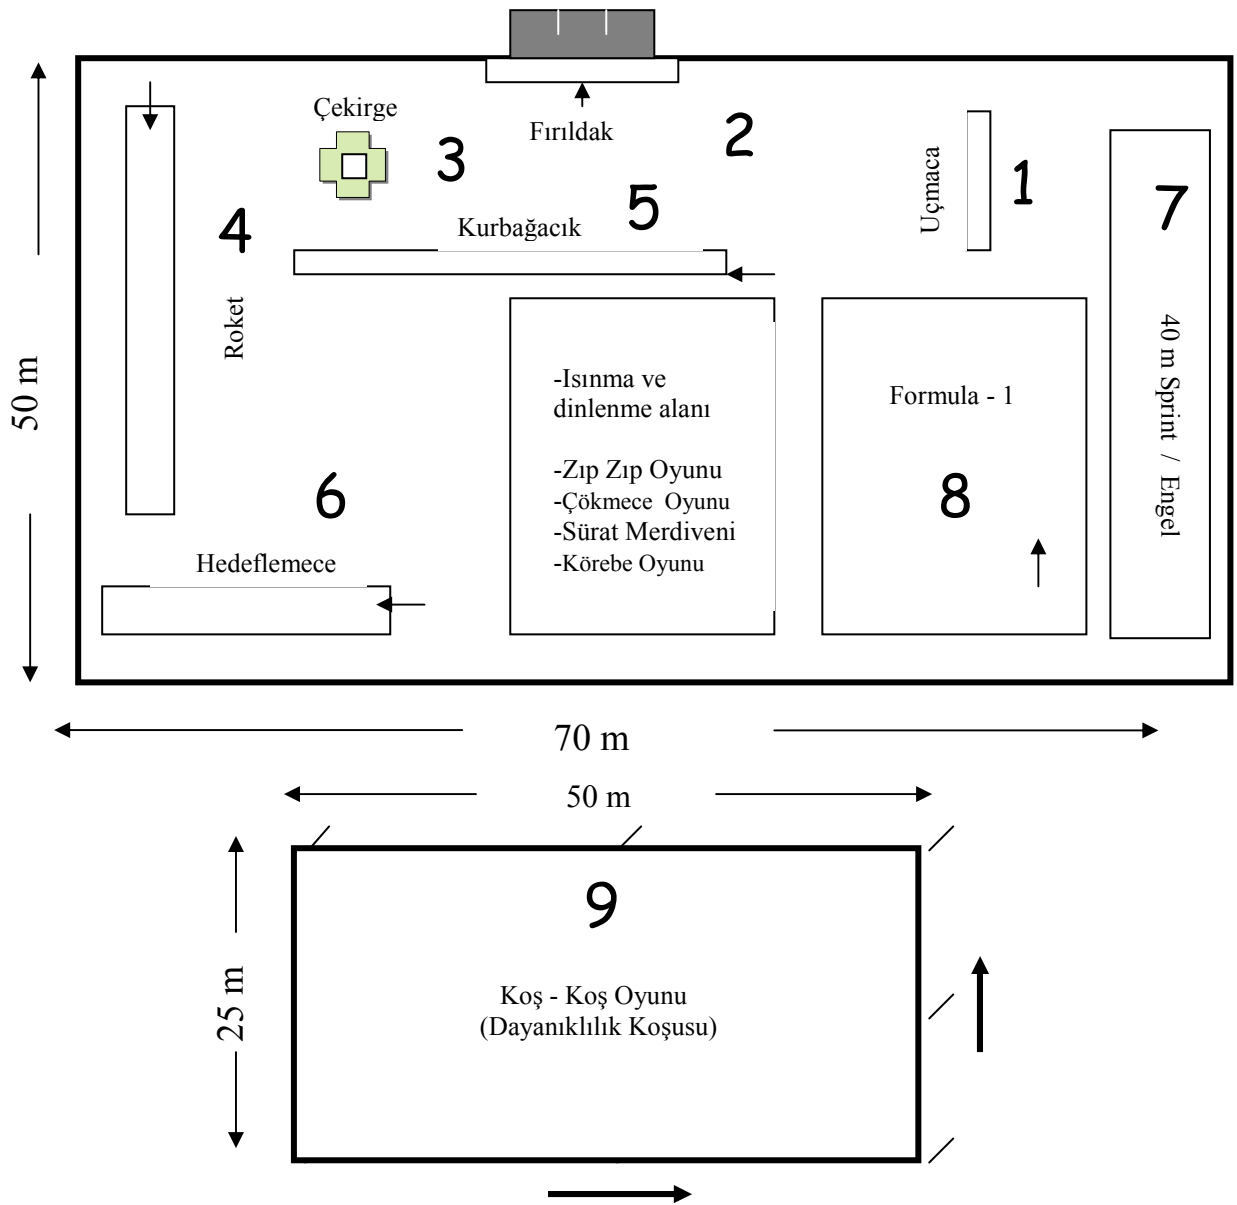 Çekirge
Fırıldak
2
3
Uçmaca
1
7
4
5
Kurbağacık
Roket
50 m
-Isınma ve
dinlenme alanı
-Zıp Zıp Oyunu
-Çökmece Oyunu
-Sürat Merdiveni
-Körebe Oyunu
Formula - 1
8
40 m Sprint / Engel
6
Hedeflemece
70 m
50 m
9
25 m
Koş - Koş Oyunu
(Dayanıklılık Koşusu)